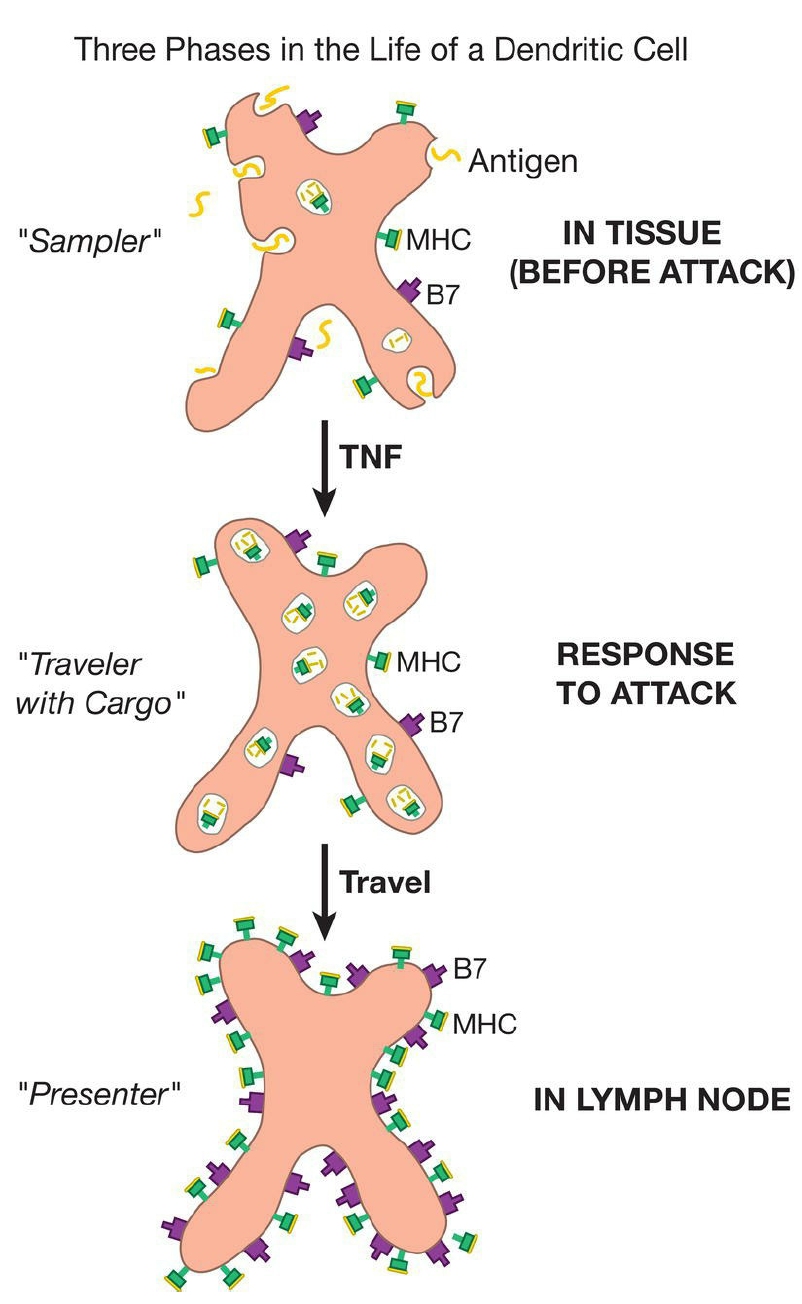 Three Phases in the Life of a Dendritic Cell
Antigen
"Sampler"
MHC
IN TISSUE
(BEFORE ATTACK)
B7
TNF
"Traveler
with Cargo"
MHC
RESPONSE
TO ATTACK
B7
Travel
B7
MHC
"Presenter"
IN LYMPH NODE